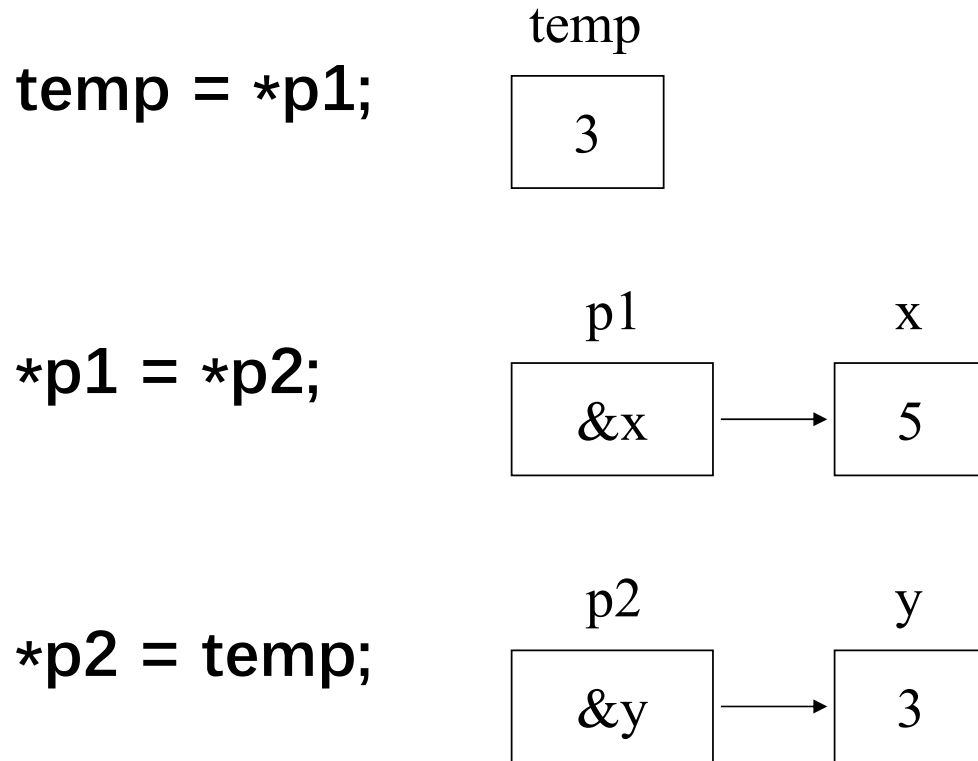 temp
temp = *p1;
3
p1 x
*p1 = *p2;
&x 5
p2 y
*p2 = temp;
&y 3